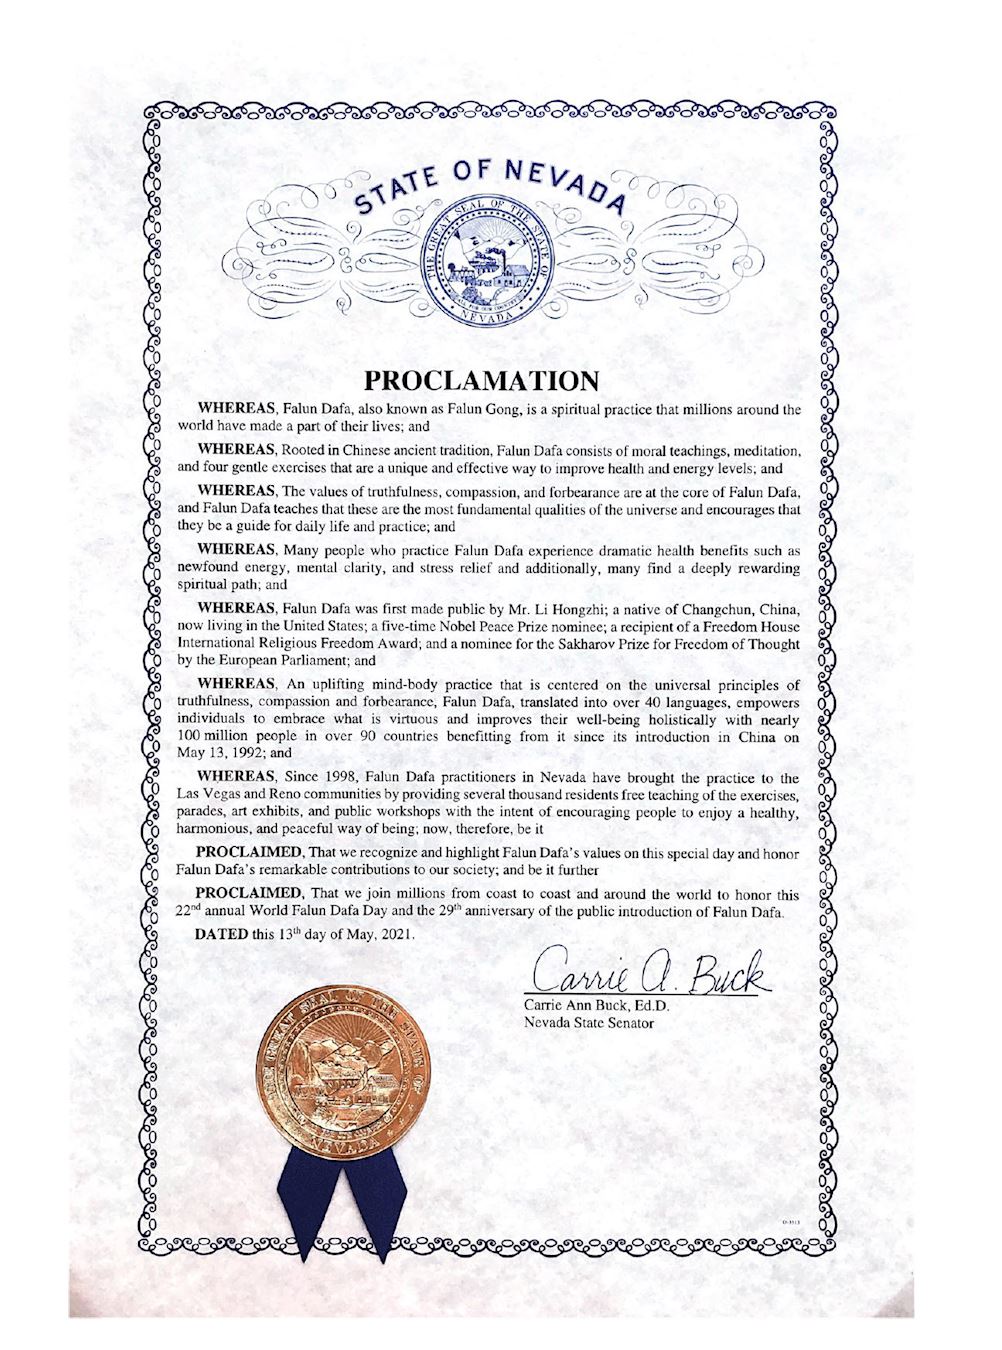 STATE OF NEVADA
THE GREAT SEAL OF THE STATE OF
ALL FOR OUR COUNTRY
NEVADA
PROCLAMATION
WHEREAS, Falun Dafa, also known as Falun Gong, is a spiritual practice that millions around the
world have made a part of their lives; and
WHEREAS, Rooted in Chinese ancient tradition, Falun Dafa consists of moral teachings, meditation,
and four gentle exercises that are a unique and effective way to improve health and energy levels; and
WHEREAS, The values of truthfulness, compassion, and forbearance are at the core of Falun Dafa,
and Falun Dafa teaches that these are the most fundamental qualities of the universe and encourages that
they be a guide for daily life and practice; and
WHEREAS, Many people who practice Falun Dafa experience dramatic health benefits such as
newfound energy, mental clarity, and stress relief and additionally, many find a deeply rewarding
spiritual path; and
WHEREAS, Falun Dafa was first made public by Mr. Li Hongzhi; a native of Changchun, China,
now living in the United States; a five-time Nobel Peace Prize nominee; a recipient of a Freedom House
International Religious Freedom Award; and a nominee for the Sakharov Prize for Freedom of Thought
by the European Parliament; and
WHEREAS, An uplifting mind-body practice that is centered on the universal principles of
truthfulness, compassion and forbearance, Falun Dafa, translated into over 40 languages, empowers
individuals to embrace what is virtuous and improves their well-being holistically with nearly
100 million people in over 90 countries benefitting from it since its introduction in China on
May 13, 1992; and
WHEREAS, Since 1998, Falun Dafa practitioners in Nevada have brought the practice to the
Las Vegas and Reno communities by providing several thousand residents free teaching of the exercises,
parades, art exhibits, and public workshops with the intent of encouraging people to enjoy a healthy,
harmonious, and peaceful way of being; now, therefore, be it
PROCLAIMED, That we recognize and highlight Falun Dafa's values on this special day and honor
Falun Dafa's remarkable contributions to our society; and be it further
PROCLAIMED, That we join millions from coast to coast and around the world to honor this
22nd annual World Falun Dafa Day and the 29th anniversary of the public introduction of Falun Dafa.
DATED this 13th day of May, 2021.
Carrie A. Buck
Carrie Ann Buck, Ed.D.
Nevada State Senator
THE GREAT SEAL OF THE STATE OF
NEVADA